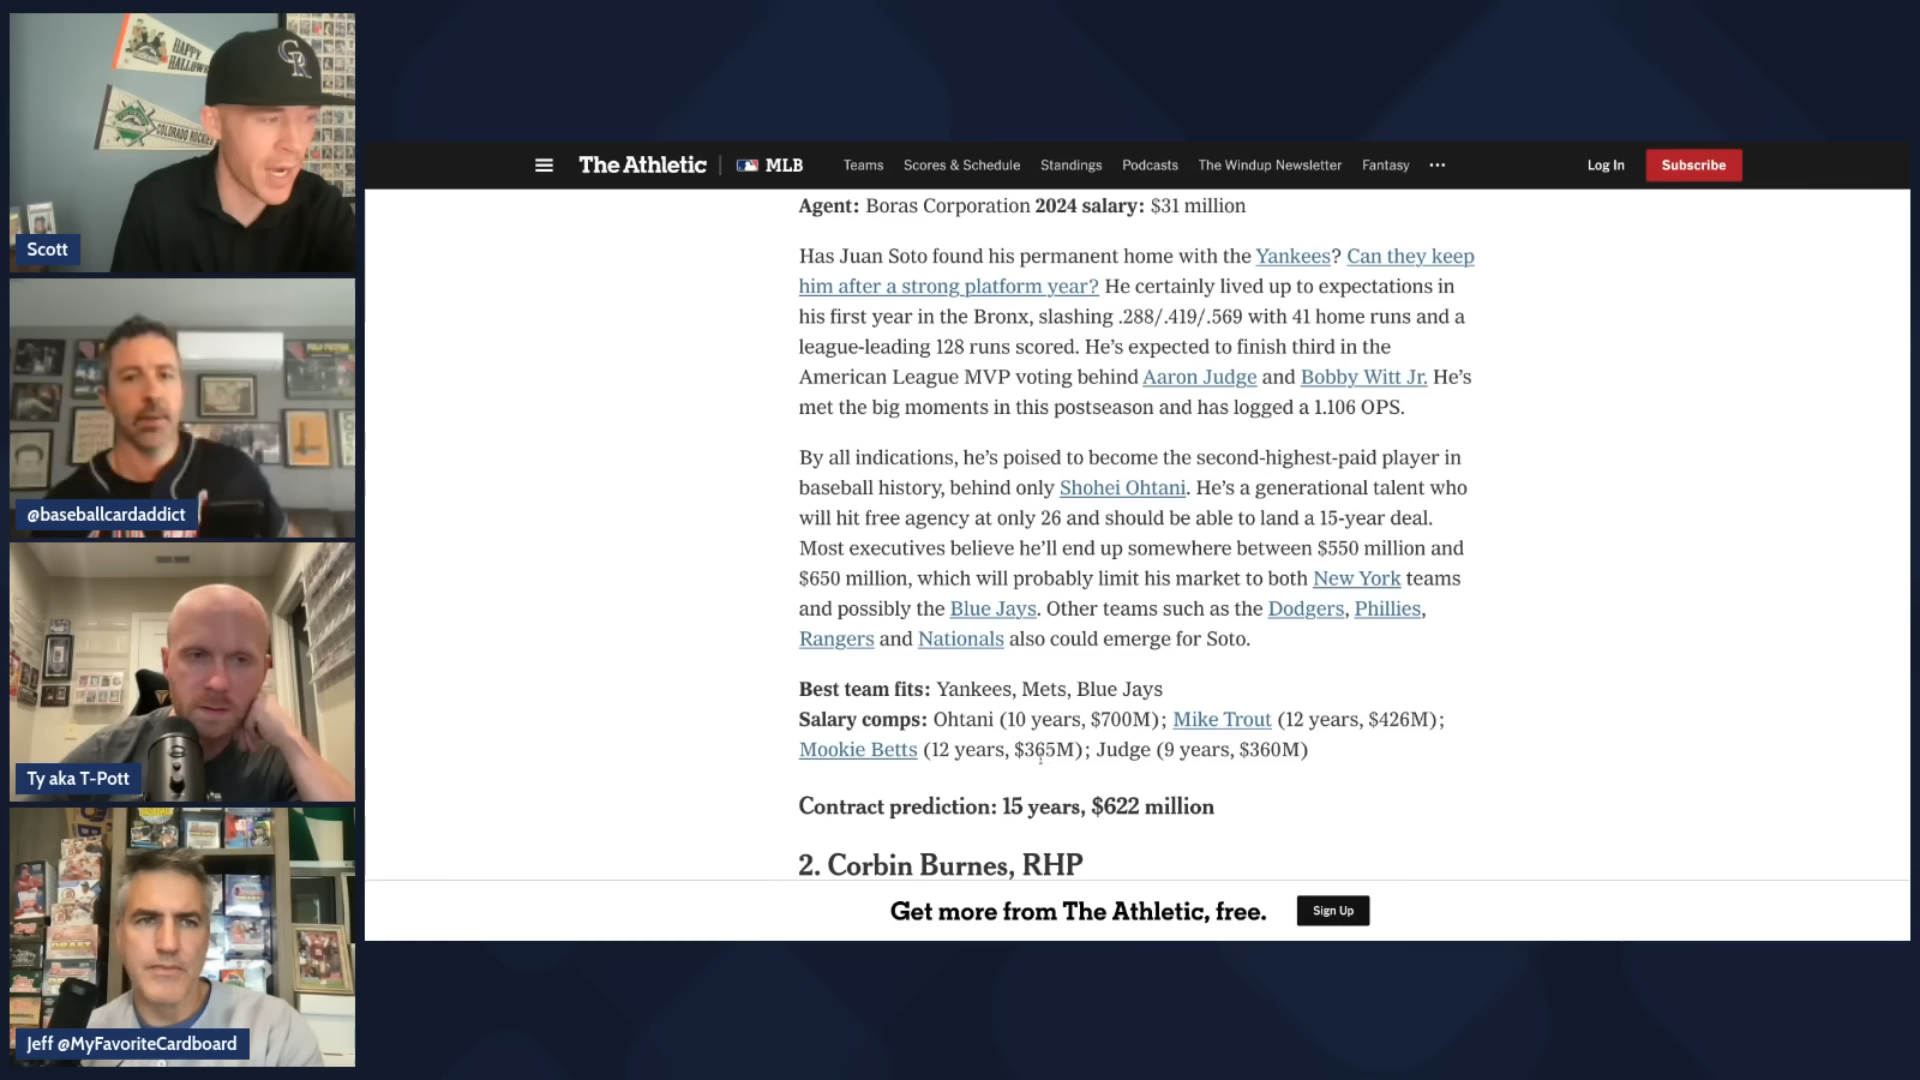 HAPPY
HALLOW
COLORADO ROCKIE
CR
Scott
@baseballcardaddict
Ty aka T-Pott
DRAFT
Jeff @MyFavoriteCardboard
The Athletic
MLB
Teams
Scores & Schedule
Standings
Podcasts
The Windup Newsletter
Fantasy
Log In
Subscribe
Agent: Boras Corporation 2024 salary: $31 million
Has Juan Soto found his permanent home with the Yankees? Can they keep
him after a strong platform year? He certainly lived up to expectations in
his first year in the Bronx, slashing .288/.419/.569 with 41 home runs and a
league-leading 128 runs scored. He’s expected to finish third in the
American League MVP voting behind Aaron Judge and Bobby Witt Jr. He’s
met the big moments in this postseason and has logged a 1.106 OPS.
By all indications, he’s poised to become the second-highest-paid player in
baseball history, behind only Shohei Ohtani. He’s a generational talent who
will hit free agency at only 26 and should be able to land a 15-year deal.
Most executives believe he’ll end up somewhere between $550 million and
$650 million, which will probably limit his market to both New York teams
and possibly the Blue Jays. Other teams such as the Dodgers, Phillies,
Rangers and Nationals also could emerge for Soto.
Best team fits: Yankees, Mets, Blue Jays
Salary comps: Ohtani (10 years, $700M); Mike Trout (12 years, $426M);
Mookie Betts (12 years, $365M); Judge (9 years, $360M)
Contract prediction: 15 years, $622 million
2. Corbin Burnes, RHP
Get more from The Athletic, free.
Sign Up